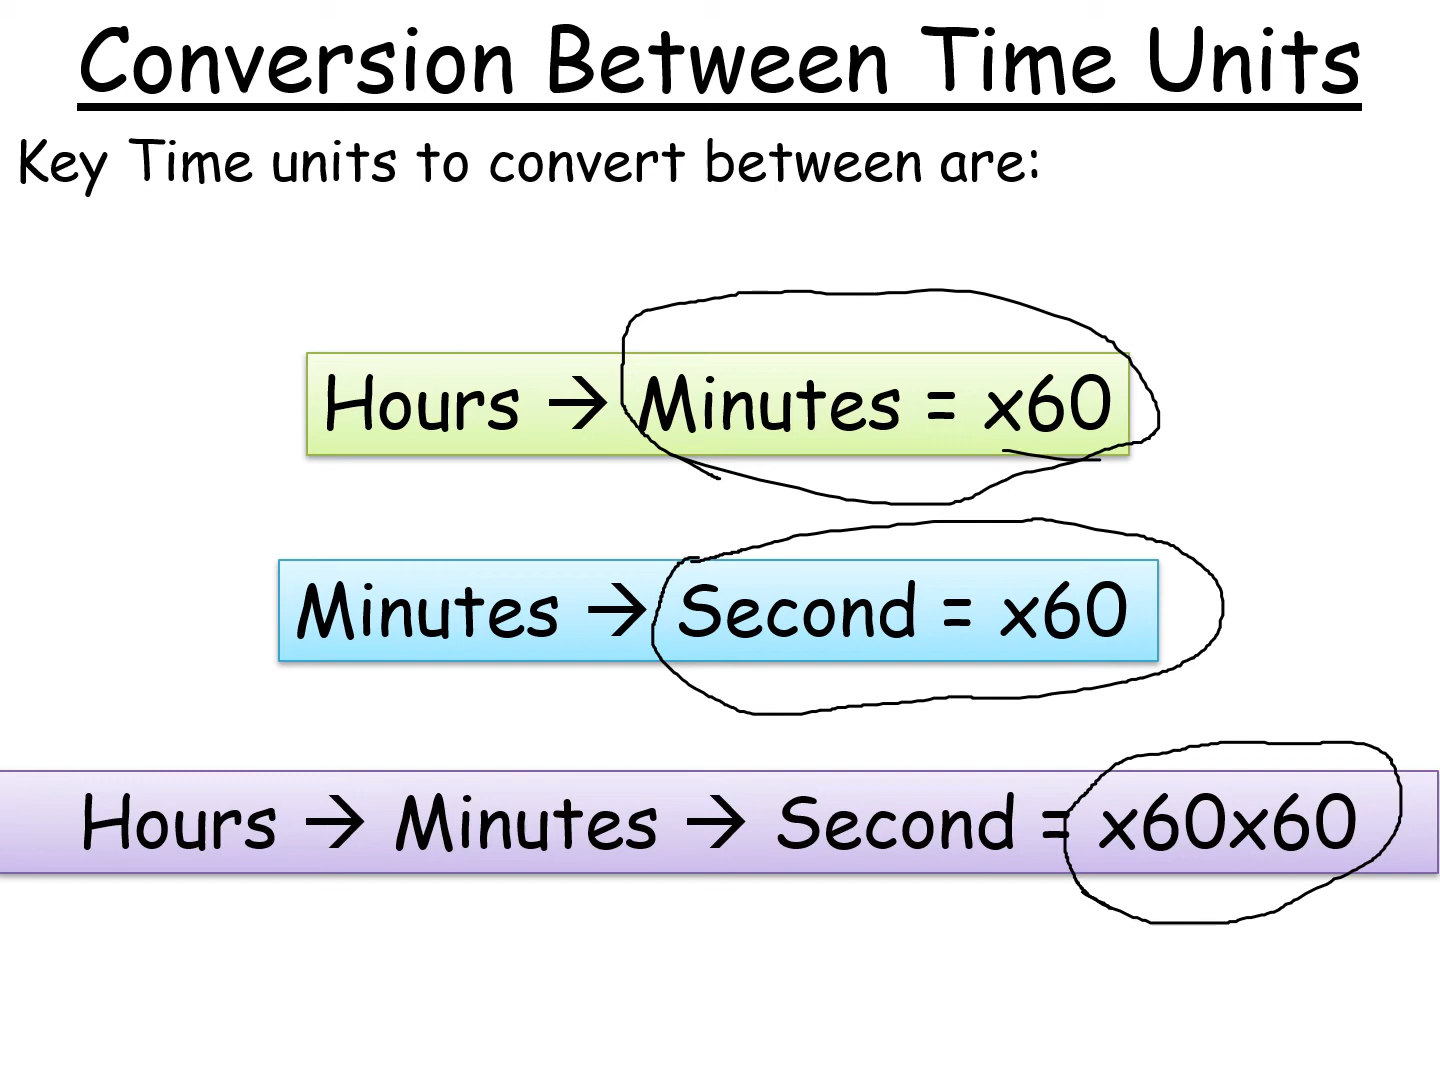 Conversion Between Time Units
Key Time units to convert between are:
Hours → Minutes = x60
Minutes → Second = x60
Hours → Minutes → Second = x60x60